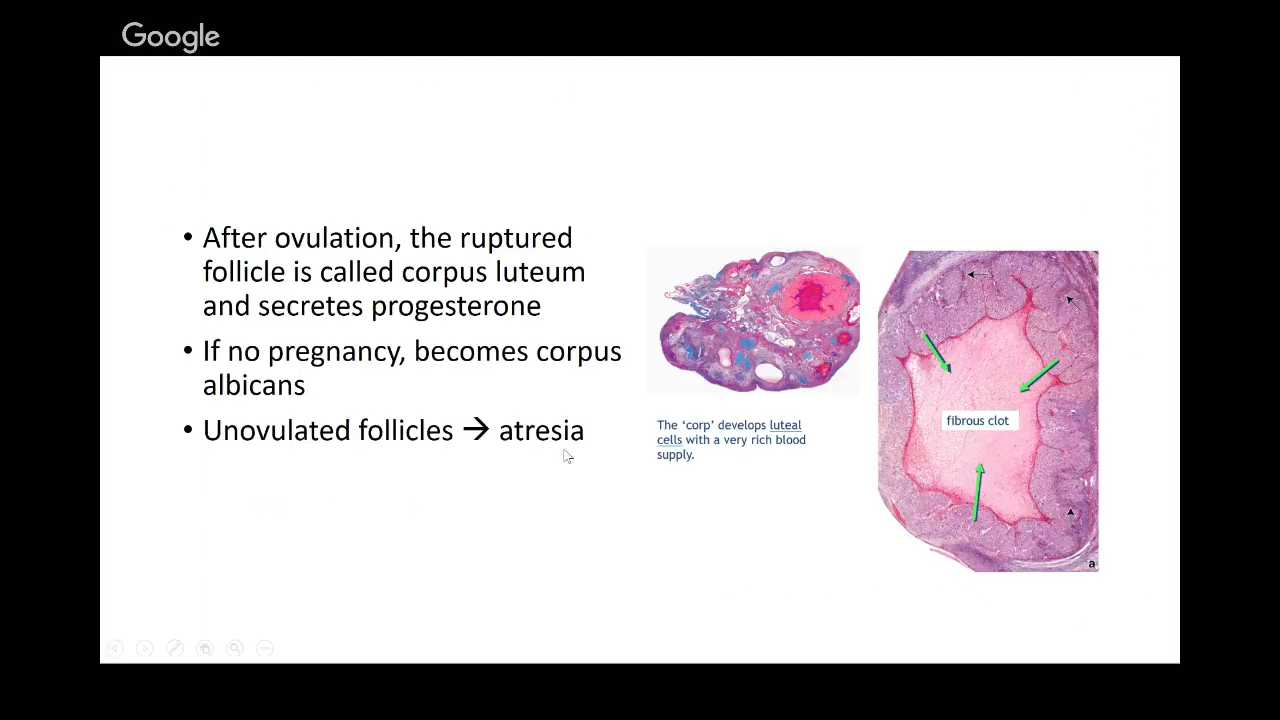 Google
• After ovulation, the ruptured
follicle is called corpus luteum
and secretes progesterone
• If no pregnancy, becomes corpus
albicans
• Unovulated follicles → atresia
The ‘corp’ develops luteal
cells with a very rich blood
supply.
fibrous clot
a